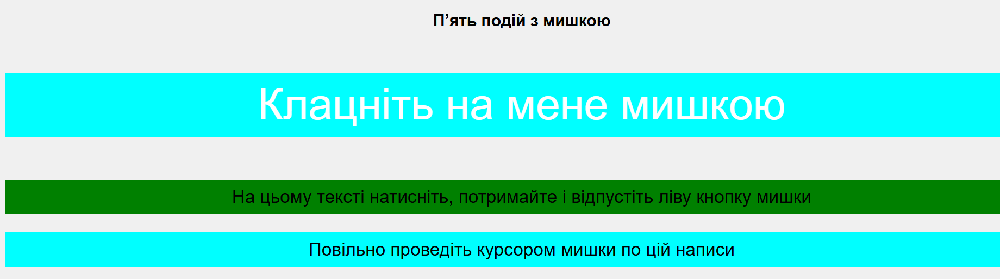 П’ять подій з мишкою
Клацніть на мене мишкою
На цьому тексті натисніть, потримайте і відпустіть ліву кнопку мишки
Повільно проведіть курсором мишки по цій написи